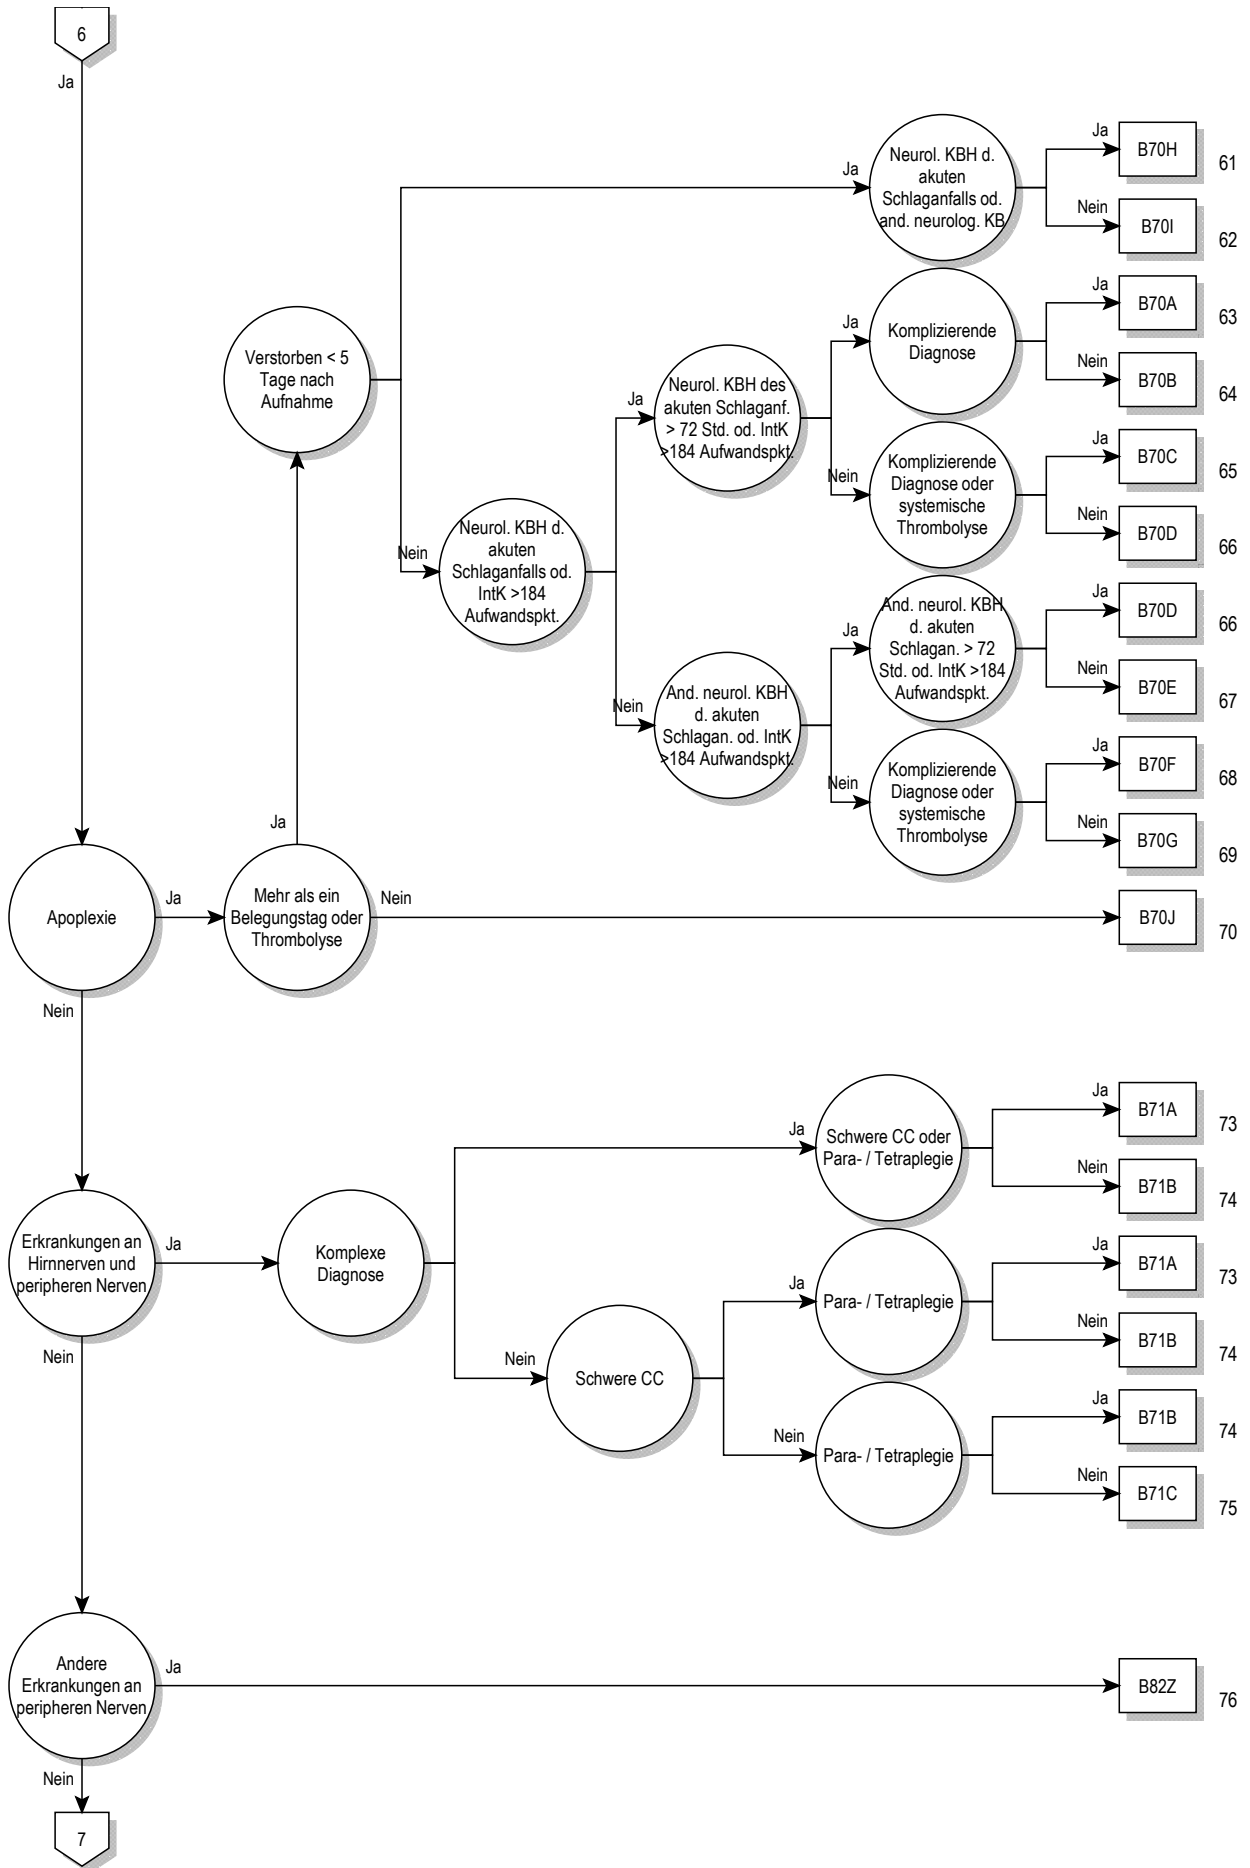 6
Ja
Neurol. KBH d.
akuten
Schlaganfalls od.
and. neurolog. KB
Ja
Ja
B70H
61
Nein
B70I
62
Verstorben < 5
Tage nach
Aufnahme
Nein
Neurol. KBH d.
akuten
Schlaganfalls od.
IntK >184
Aufwandspkt.
Ja
Neurol. KBH des
akuten Schlaganf.
> 72 Std. od. IntK
>184 Aufwandspkt.
Ja
Komplizierende
Diagnose
Ja
B70A
63
Nein
B70B
64
Nein
Komplizierende
Diagnose oder
systemische
Thrombolyse
Ja
B70C
65
Nein
B70D
66
Nein
And. neurol. KBH
d. akuten
Schlagan. od. IntK
>184 Aufwandspkt.
Ja
And. neurol. KBH
d. akuten
Schlagan. > 72
Std. od. IntK >184
Aufwandspkt.
Ja
B70D
66
Nein
B70E
67
Nein
Komplizierende
Diagnose oder
systemische
Thrombolyse
Ja
B70F
68
Nein
B70G
69
Ja
Apoplexie
Ja
Mehr als ein
Belegungstag oder
Thrombolyse
Nein
B70J
70
Nein
Erkrankungen an
Hirnnerven und
peripheren Nerven
Ja
Komplexe
Diagnose
Ja
Schwere CC oder
Para- / Tetraplegie
Ja
B71A
73
Nein
B71B
74
Nein
Schwere CC
Ja
Para- / Tetraplegie
Ja
B71A
73
Nein
B71B
74
Nein
Para- / Tetraplegie
Ja
B71B
74
Nein
B71C
75
Nein
Andere
Erkrankungen an
peripheren Nerven
Ja
B82Z
76
Nein
7